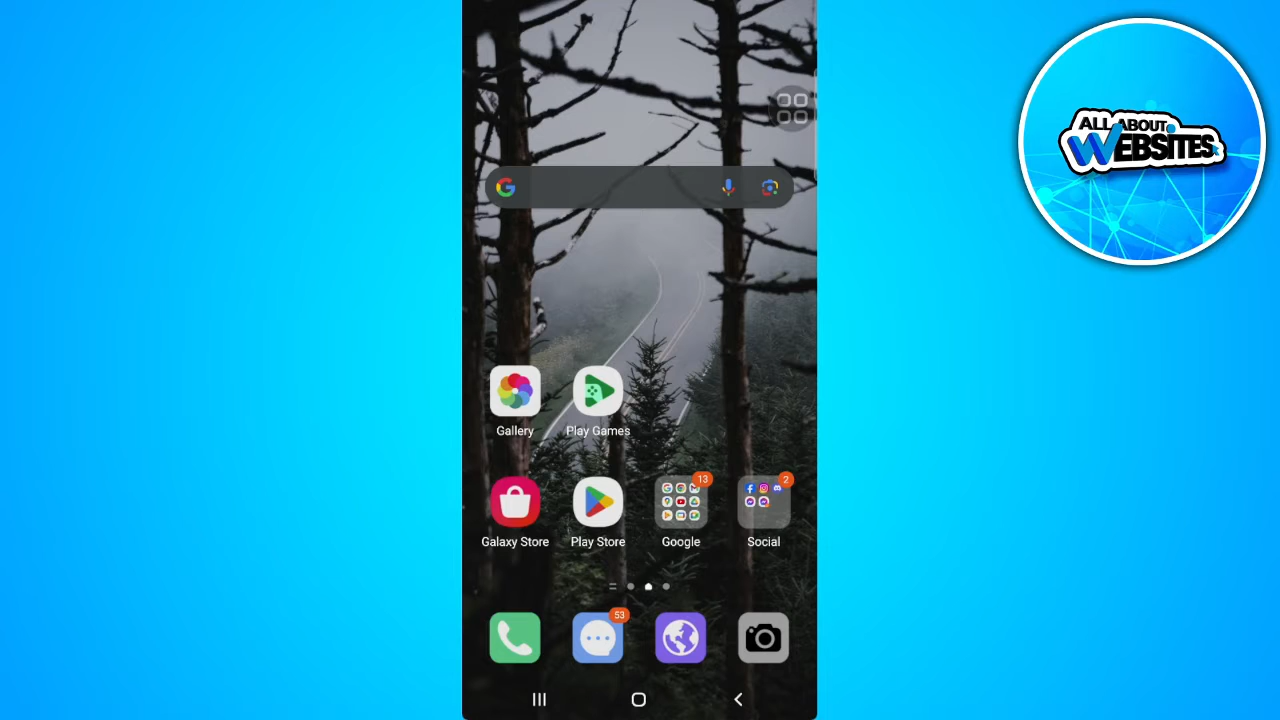 ALL ABOUT
WEBSITES
G
Gallery
Play Games
13
2
Galaxy Store
Play Store
Google
Social
53